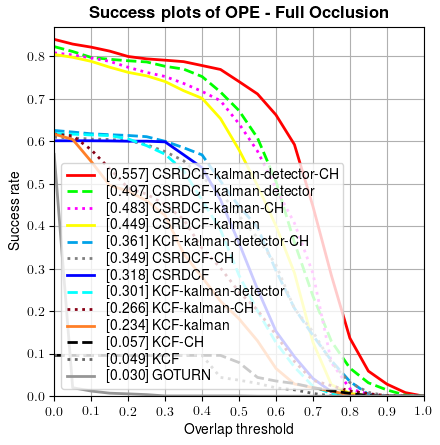 Success plots of OPE - Full Occlusion
Success rate
0.8
0.7
0.6
0.5
0.4
0.3
0.2
0.1
0.0
[0.557] CSRDCF-kalman-detector-CH
[0.497] CSRDCF-kalman-detector
[0.483] CSRDCF-kalman-CH
[0.449] CSRDCF-kalman
[0.361] KCF-kalman-detector-CH
[0.349] CSRDCF-CH
[0.318] CSRDCF
[0.301] KCF-kalman-detector
[0.266] KCF-kalman-CH
[0.234] KCF-kalman
[0.057] KCF-CH
[0.049] KCF
[0.030] GOTURN
0.0 0.1 0.2 0.3 0.4 0.5 0.6 0.7 0.8 0.9 1.0
Overlap threshold